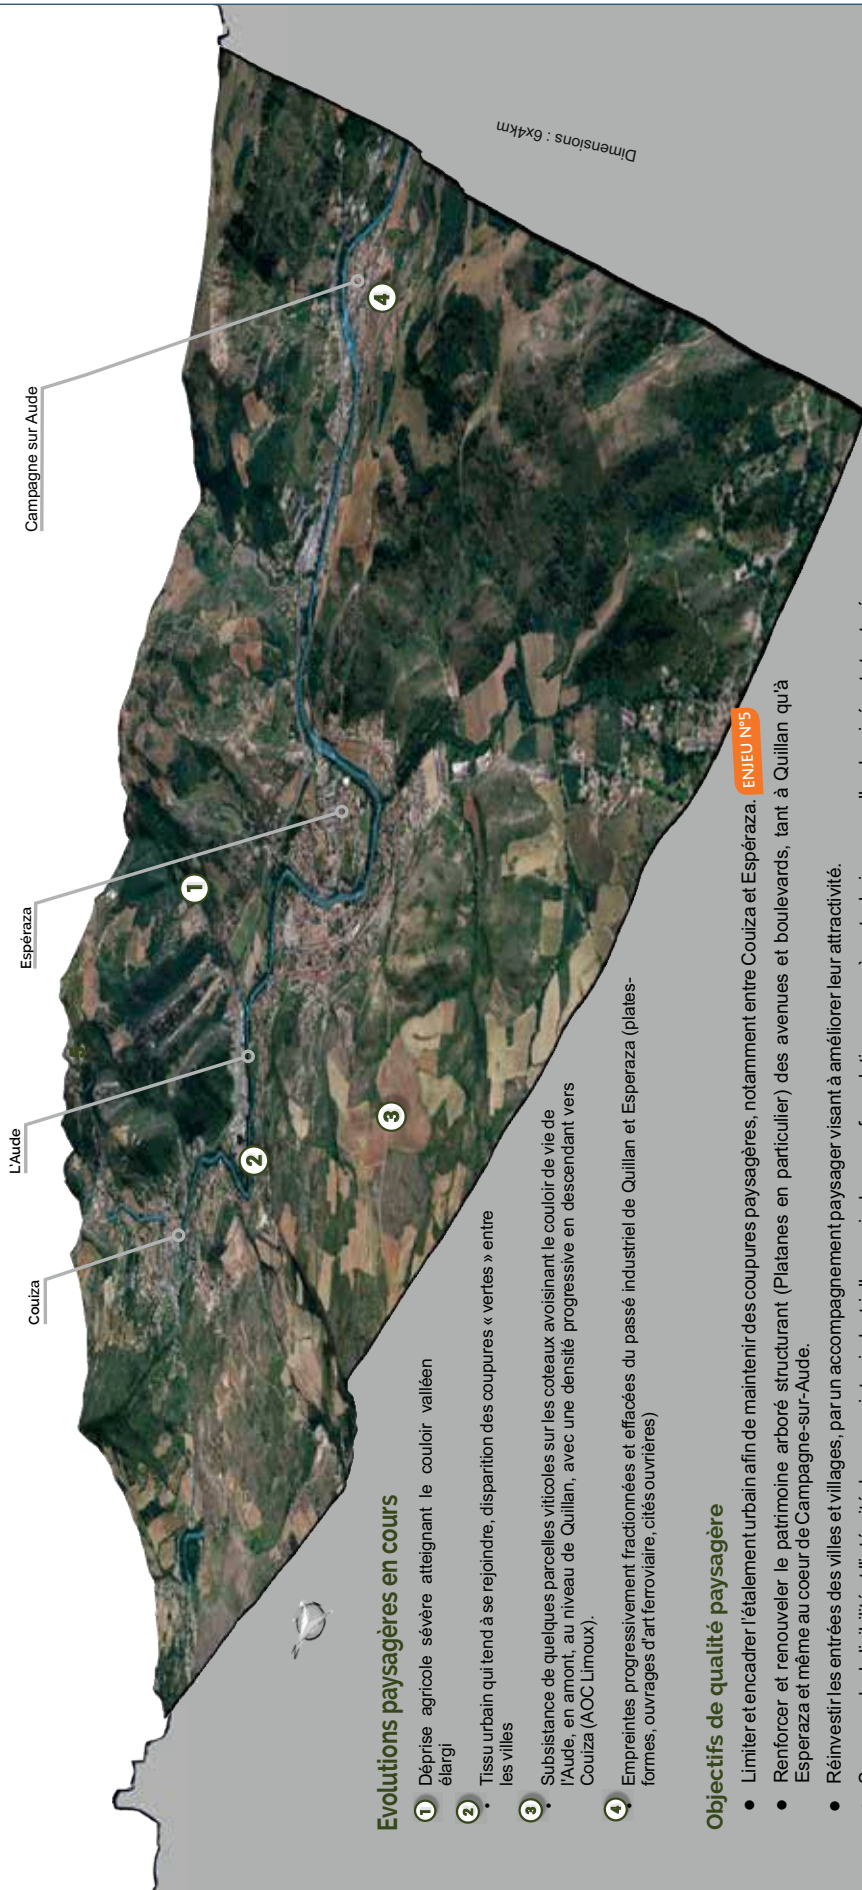 Couiza
L'Aude
Espéraza
Campagne sur Aude
5
1
2
3
4
Dimensions : 6x4km
Evolutions paysagères en cours
1 Déprise agricole sévère atteignant le couloir valléen
élargi
2 Tissu urbain qui tend à se rejoindre, disparition des coupures « vertes » entre
les villes
3 Subsistance de quelques parcelles viticoles sur les coteaux avoisinant le couloir de vie de
l'Aude, en amont, au niveau de Quillan, avec une densité progressive en descendant vers
Couiza (AOC Limoux).
4 Empreintes progressivement fractionnées et effacées du passé industriel de Quillan et Esperaza (plates-
formes, ouvrages d'art ferroviaire, cités ouvrières)
Objectifs de qualité paysagère
• Limiter et encadrer l'étalement urbain afin de maintenir des coupures paysagères, notamment entre Couiza et Espéraza. ENJEU N°5
• Renforcer et renouveler le patrimoine arboré structurant (Platanes en particulier) des avenues et boulevards, tant à Quillan qu'à
Esperaza et même au coeur de Campagne-sur-Aude.
• Réinvestir les entrées des villes et villages, par un accompagnement paysager visant à améliorer leur attractivité.